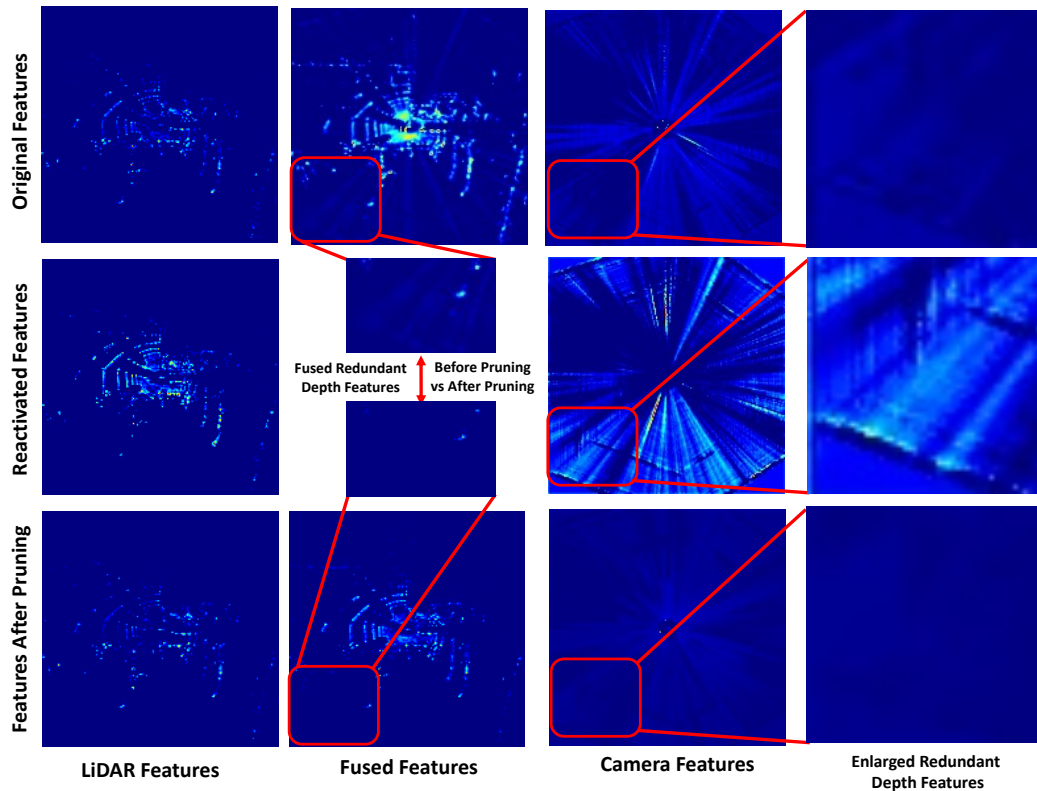 Original Features
Reactivated Features
Fused Redundant
Depth Features
Before Pruning
vs After Pruning
Features After Pruning
LiDAR Features
Fused Features
Camera Features
Enlarged Redundant
Depth Features